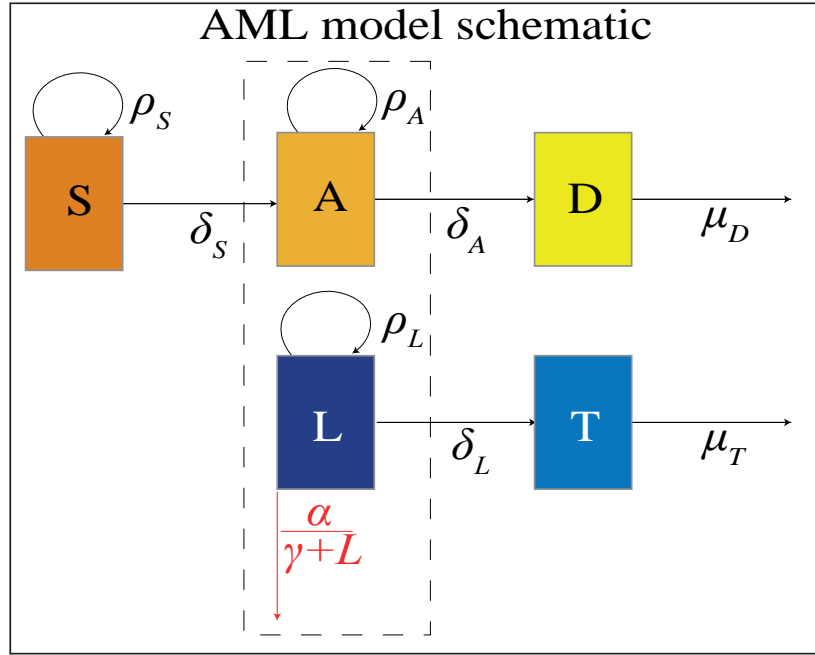 AML model schematic
ρ_S
ρ_A
S
A
D
δ_S
δ_A
μ_D
ρ_L
L
T
δ_L
μ_T
α
γ+L